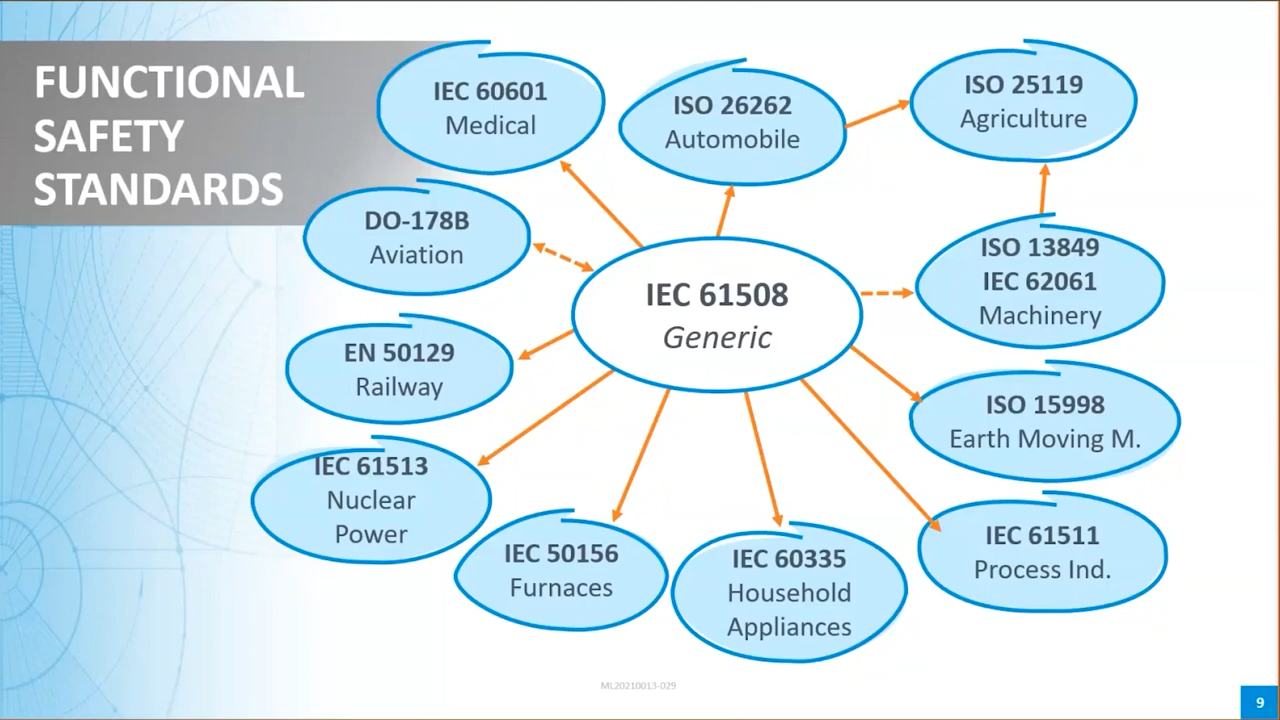 FUNCTIONAL
SAFETY
STANDARDS
IEC 60601
Medical
ISO 26262
Automobile
ISO 25119
Agriculture
DO-178B
Aviation
IEC 61508
Generic
ISO 13849
IEC 62061
Machinery
EN 50129
Railway
ISO 15998
Earth Moving M.
IEC 61513
Nuclear
Power
IEC 50156
Furnaces
IEC 60335
Household
Appliances
IEC 61511
Process Ind.
ML20210013-029
9